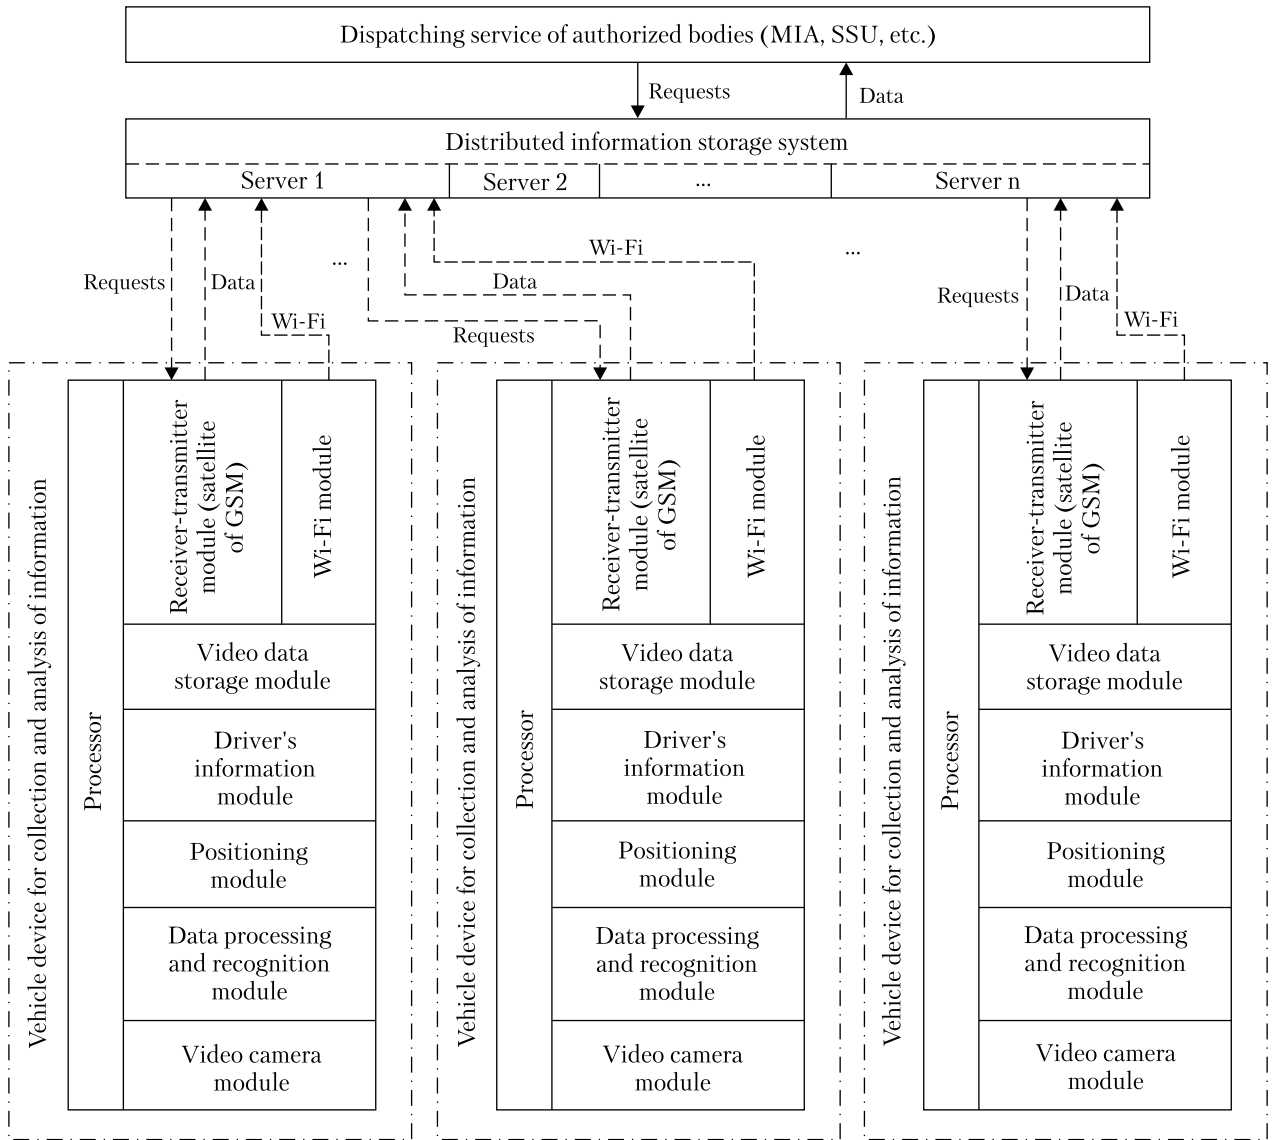 Dispatching service of authorized bodies (MIA, SSU, etc.)
Requests
Data
Distributed information storage system
Server 1
Server 2
...
Server n
Requests
Data
Wi-Fi
...
Requests
Data
Wi-Fi
...
Requests
Data
Wi-Fi
Vehicle device for collection and analysis of information
Processor
Receiver-transmitter
module (satellite
of GSM)
Wi-Fi module
Video data
storage module
Driver's
information
module
Positioning
module
Data processing
and recognition
module
Video camera
module
Vehicle device for collection and analysis of information
Processor
Receiver-transmitter
module (satellite
of GSM)
Wi-Fi module
Video data
storage module
Driver's
information
module
Positioning
module
Data processing
and recognition
module
Video camera
module
Vehicle device for collection and analysis of information
Processor
Receiver-transmitter
module (satellite
of GSM)
Wi-Fi module
Video data
storage module
Driver's
information
module
Positioning
module
Data processing
and recognition
module
Video camera
module